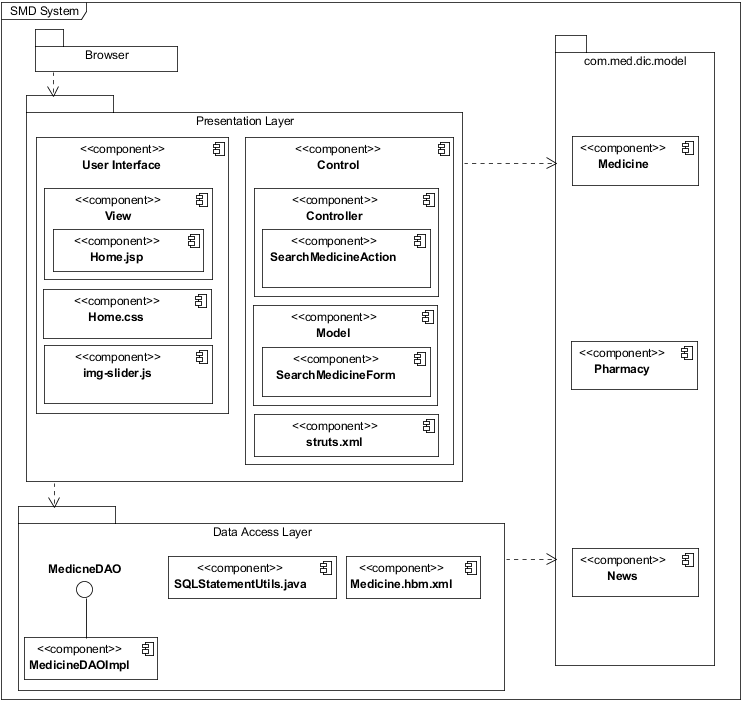 SMD System
Browser
com.med.dic.model
Presentation Layer
<<component>>
User Interface
<<component>>
View
<<component>>
Home.jsp
<<component>>
Home.css
<<component>>
img-slider.js
<<component>>
Control
<<component>>
Controller
<<component>>
SearchMedicineAction
<<component>>
Model
<<component>>
SearchMedicineForm
<<component>>
struts.xml
<<component>>
Medicine
<<component>>
Pharmacy
<<component>>
News
Data Access Layer
MedicneDAO
<<component>>
MedicineDAOImpl
<<component>>
SQLStatementUtils.java
<<component>>
Medicine.hbm.xml